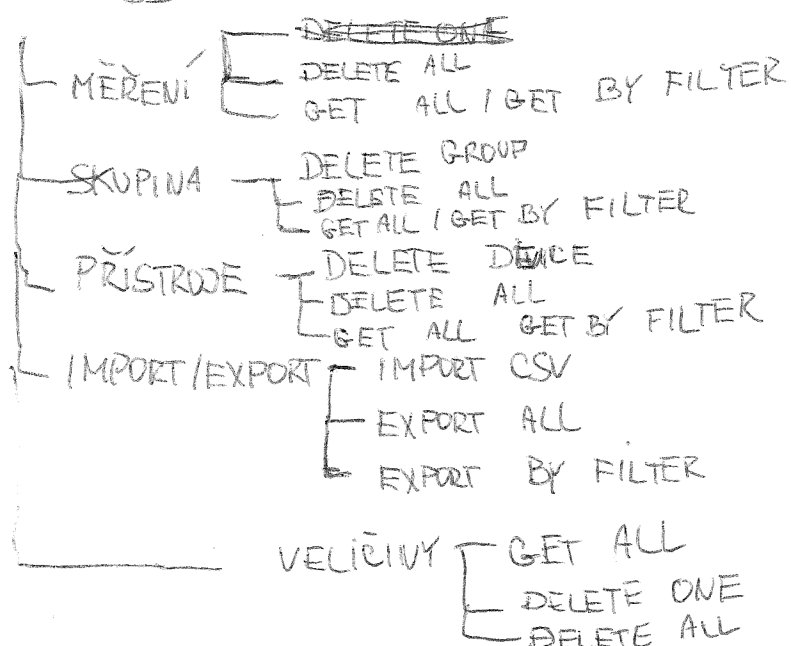 DELETE ONE
MĚŘENÍ
DELETE ALL
GET ALL / GET BY FILTER
SKUPINA
DELETE GROUP
DELETE ALL
GET ALL / GET BY FILTER
PŘÍSTROJE
DELETE DEVICE
DELETE ALL
GET ALL GET BY FILTER
IMPORT/EXPORT
IMPORT CSV
EXPORT ALL
EXPORT BY FILTER
VELIČINY
GET ALL
DELETE ONE
DELETE ALL